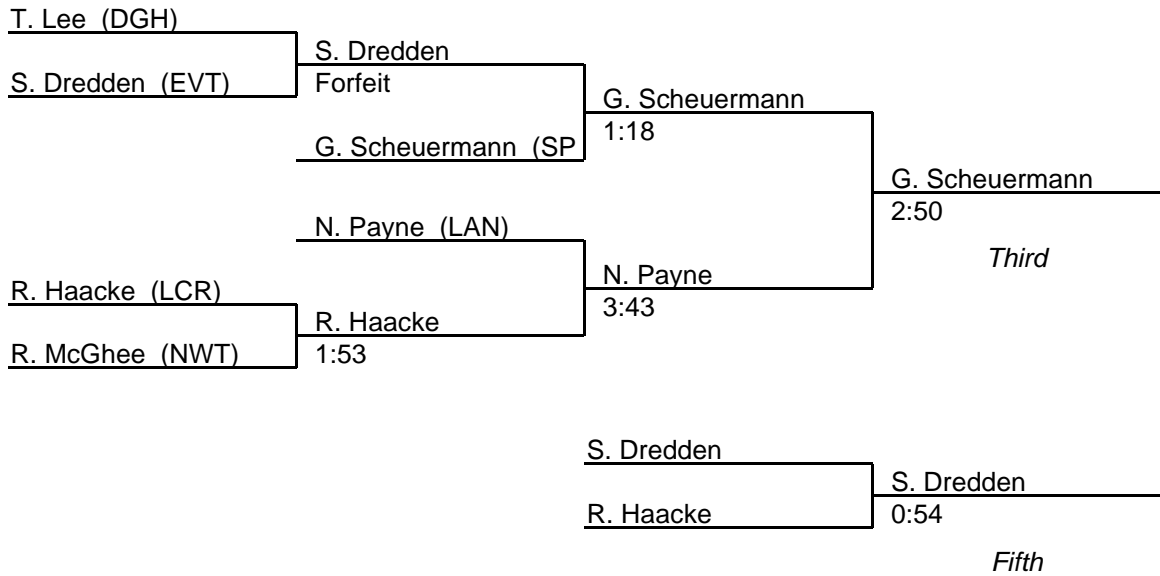 T. Lee (DGH)
S. Dredden
S. Dredden (EVT)
Forfeit
G. Scheuermann
1:18
G. Scheuermann (SP
G. Scheuermann
2:50
N. Payne (LAN)
Third
N. Payne
R. Haacke (LCR)
3:43
R. Haacke
R. McGhee (NWT)
1:53
S. Dredden
S. Dredden
R. Haacke
0:54
Fifth